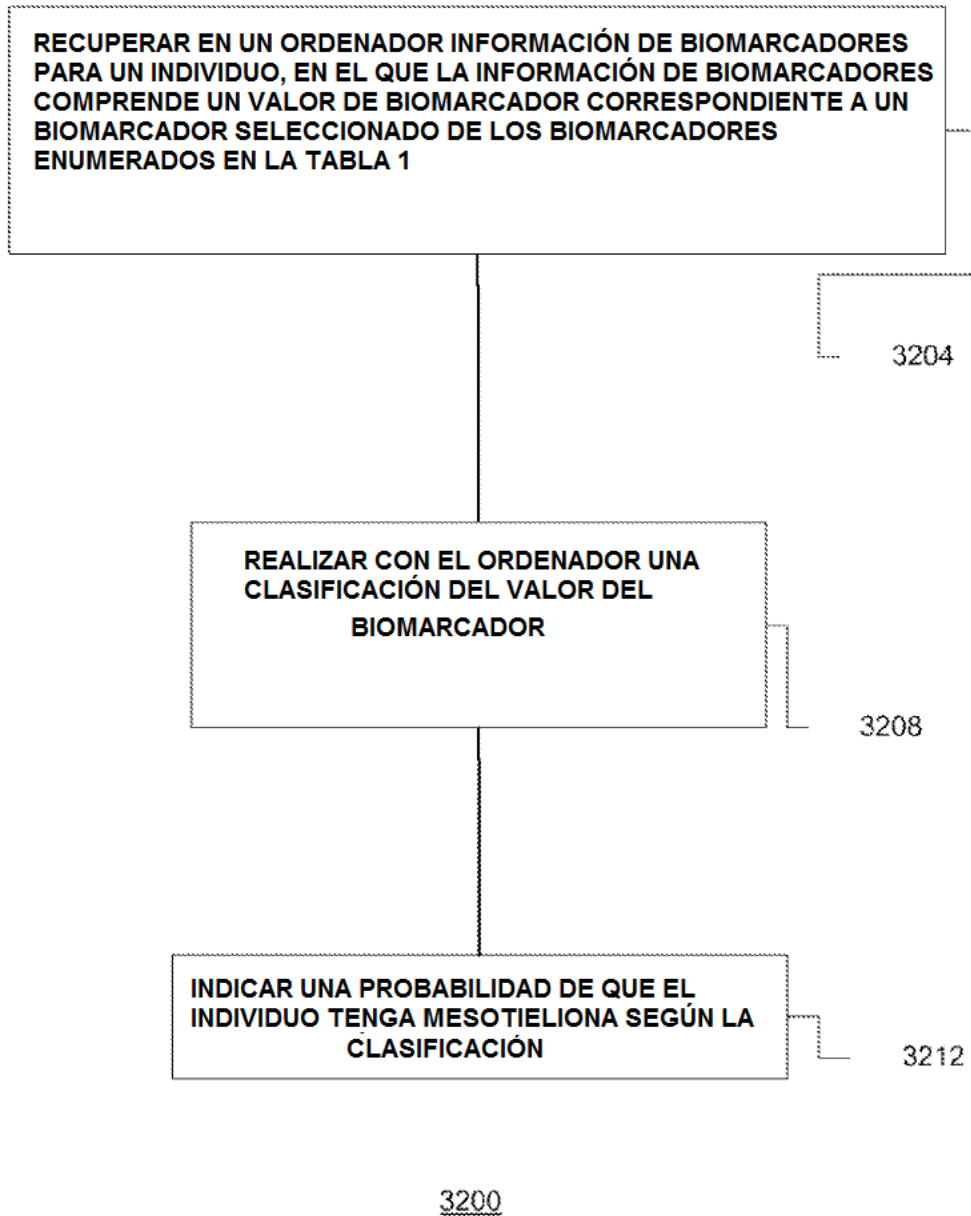 RECUPERAR EN UN ORDENADOR INFORMACIÓN DE BIOMARCADORES
PARA UN INDIVIDUO, EN EL QUE LA INFORMACIÓN DE BIOMARCADORES
COMPRENDE UN VALOR DE BIOMARCADOR CORRESPONDIENTE A UN
BIOMARCADOR SELECCIONADO DE LOS BIOMARCADORES
ENUMERADOS EN LA TABLA 1
3204
REALIZAR CON EL ORDENADOR UNA
CLASIFICACIÓN DEL VALOR DEL
BIOMARCADOR
3208
INDICAR UNA PROBABILIDAD DE QUE EL
INDIVIDUO TENGA MESOTIELIONA SEGÚN LA
CLASIFICACIÓN
3212
3200